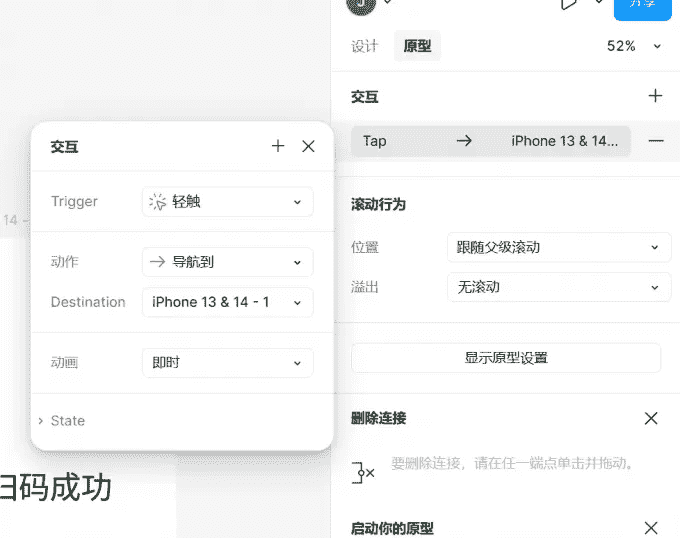 分享
设计 原型 52%
交互
Tap → iPhone 13 & 14...
滚动行为
位置 跟随父级滚动
溢出 无滚动
显示原型设置
删除连接
要删除连接，请在任一端点单击并拖动。
启动你的原型
交互
Trigger 轻触
动作 → 导航到
Destination iPhone 13 & 14 - 1
动画 即时
State
14 -
扫码成功